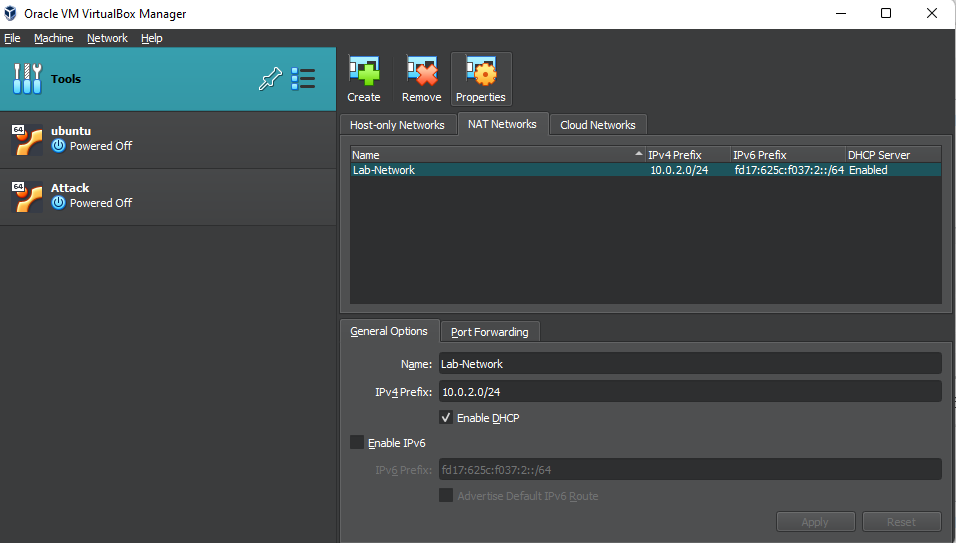 Oracle VM VirtualBox Manager
File Machine Network Help
Tools
64 ubuntu
Powered Off
64 Attack
Powered Off
Create Remove Properties
Host-only Networks NAT Networks Cloud Networks
Name IPv4 Prefix IPv6 Prefix DHCP Server
Lab-Network 10.0.2.0/24 fd17:625c:f037:2::/64 Enabled
General Options Port Forwarding
Name: Lab-Network
IPv4 Prefix: 10.0.2.0/24
Enable DHCP
Enable IPv6
IPv6 Prefix: fd17:625c:f037:2::/64
Advertise Default IPv6 Route
Apply Reset